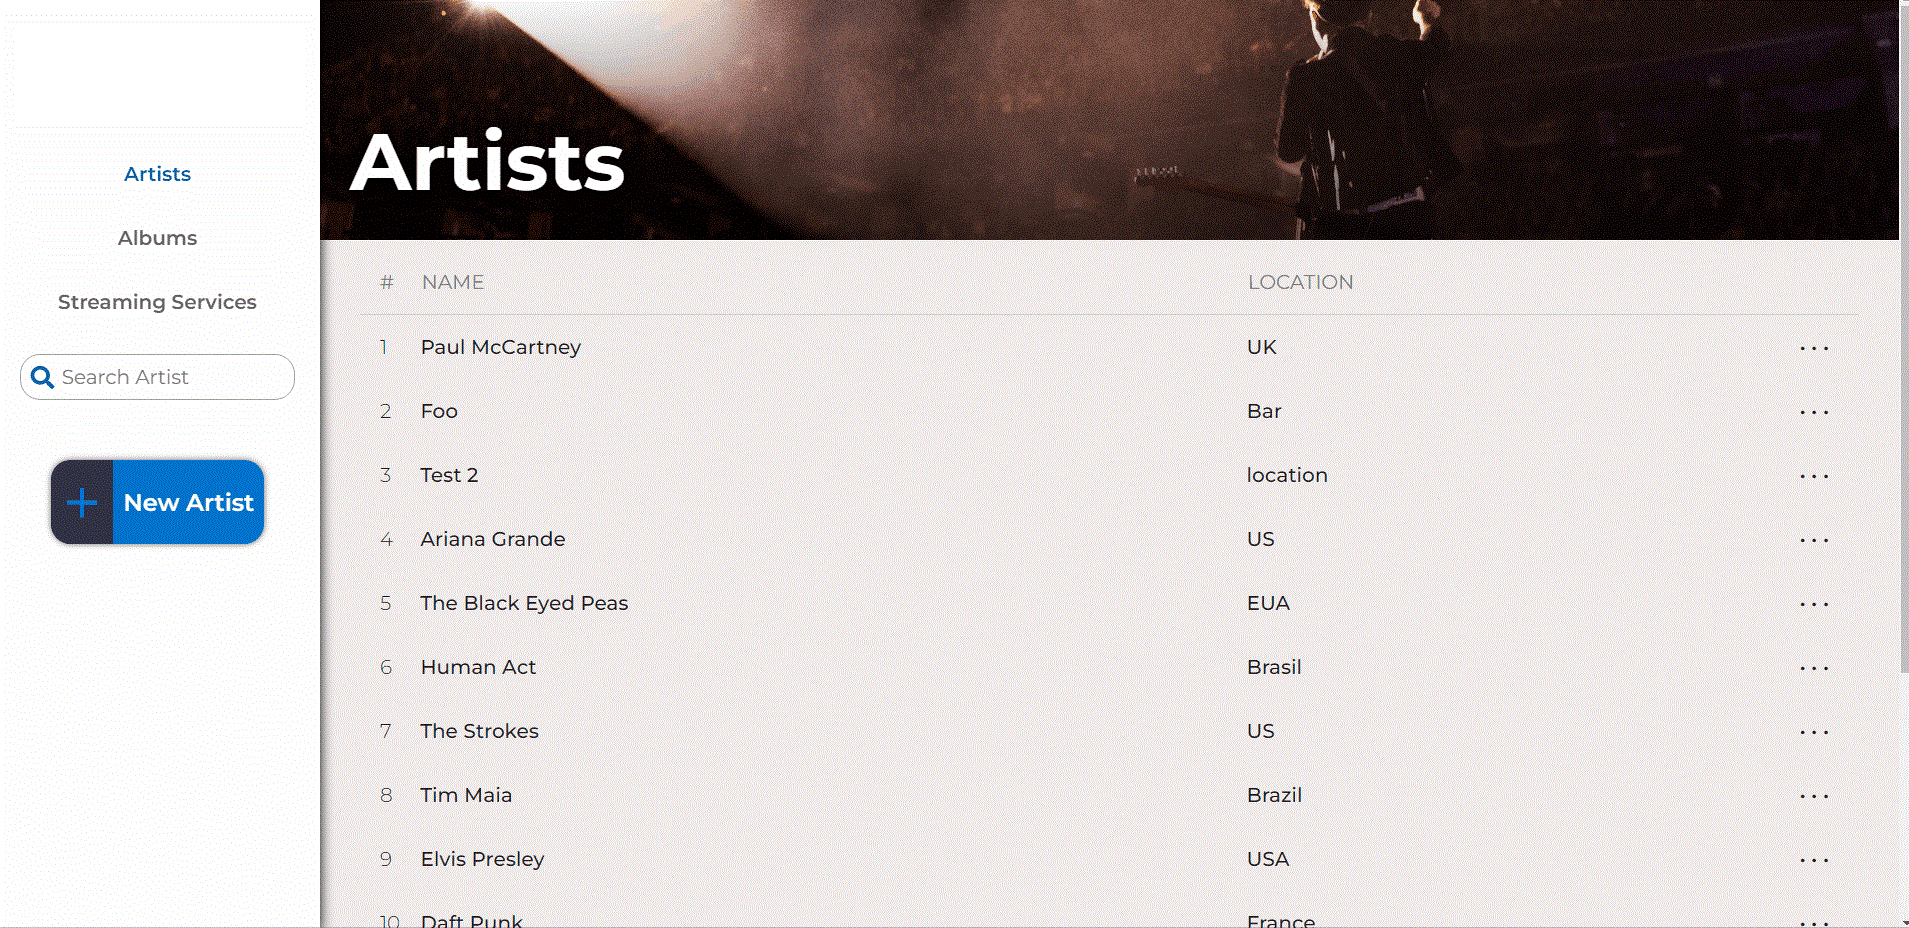 Artists
Albums
Streaming Services
Search Artist
New Artist
Artists
# NAME LOCATION
1 Paul McCartney UK ...
2 Foo Bar ...
3 Test 2 location ...
4 Ariana Grande US ...
5 The Black Eyed Peas EUA ...
6 Human Act Brasil ...
7 The Strokes US ...
8 Tim Maia Brazil ...
9 Elvis Presley USA ...
10 Daft Punk France ...